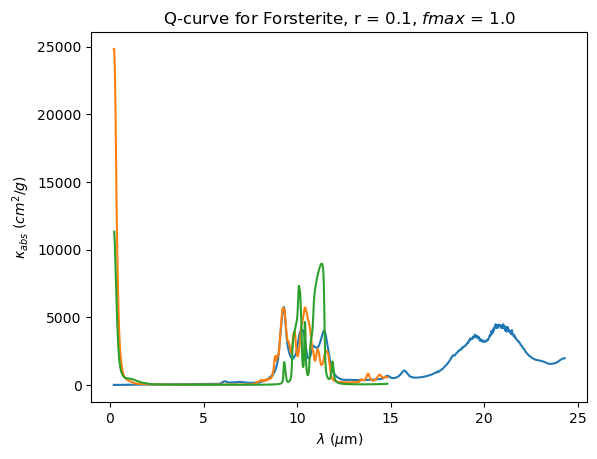 Q-curve for Forsterite, r = 0.1, fmax = 1.0
25000
20000
15000
10000
5000
0
κabs (cm²/g)
0 5 10 15 20 25
λ (μm)